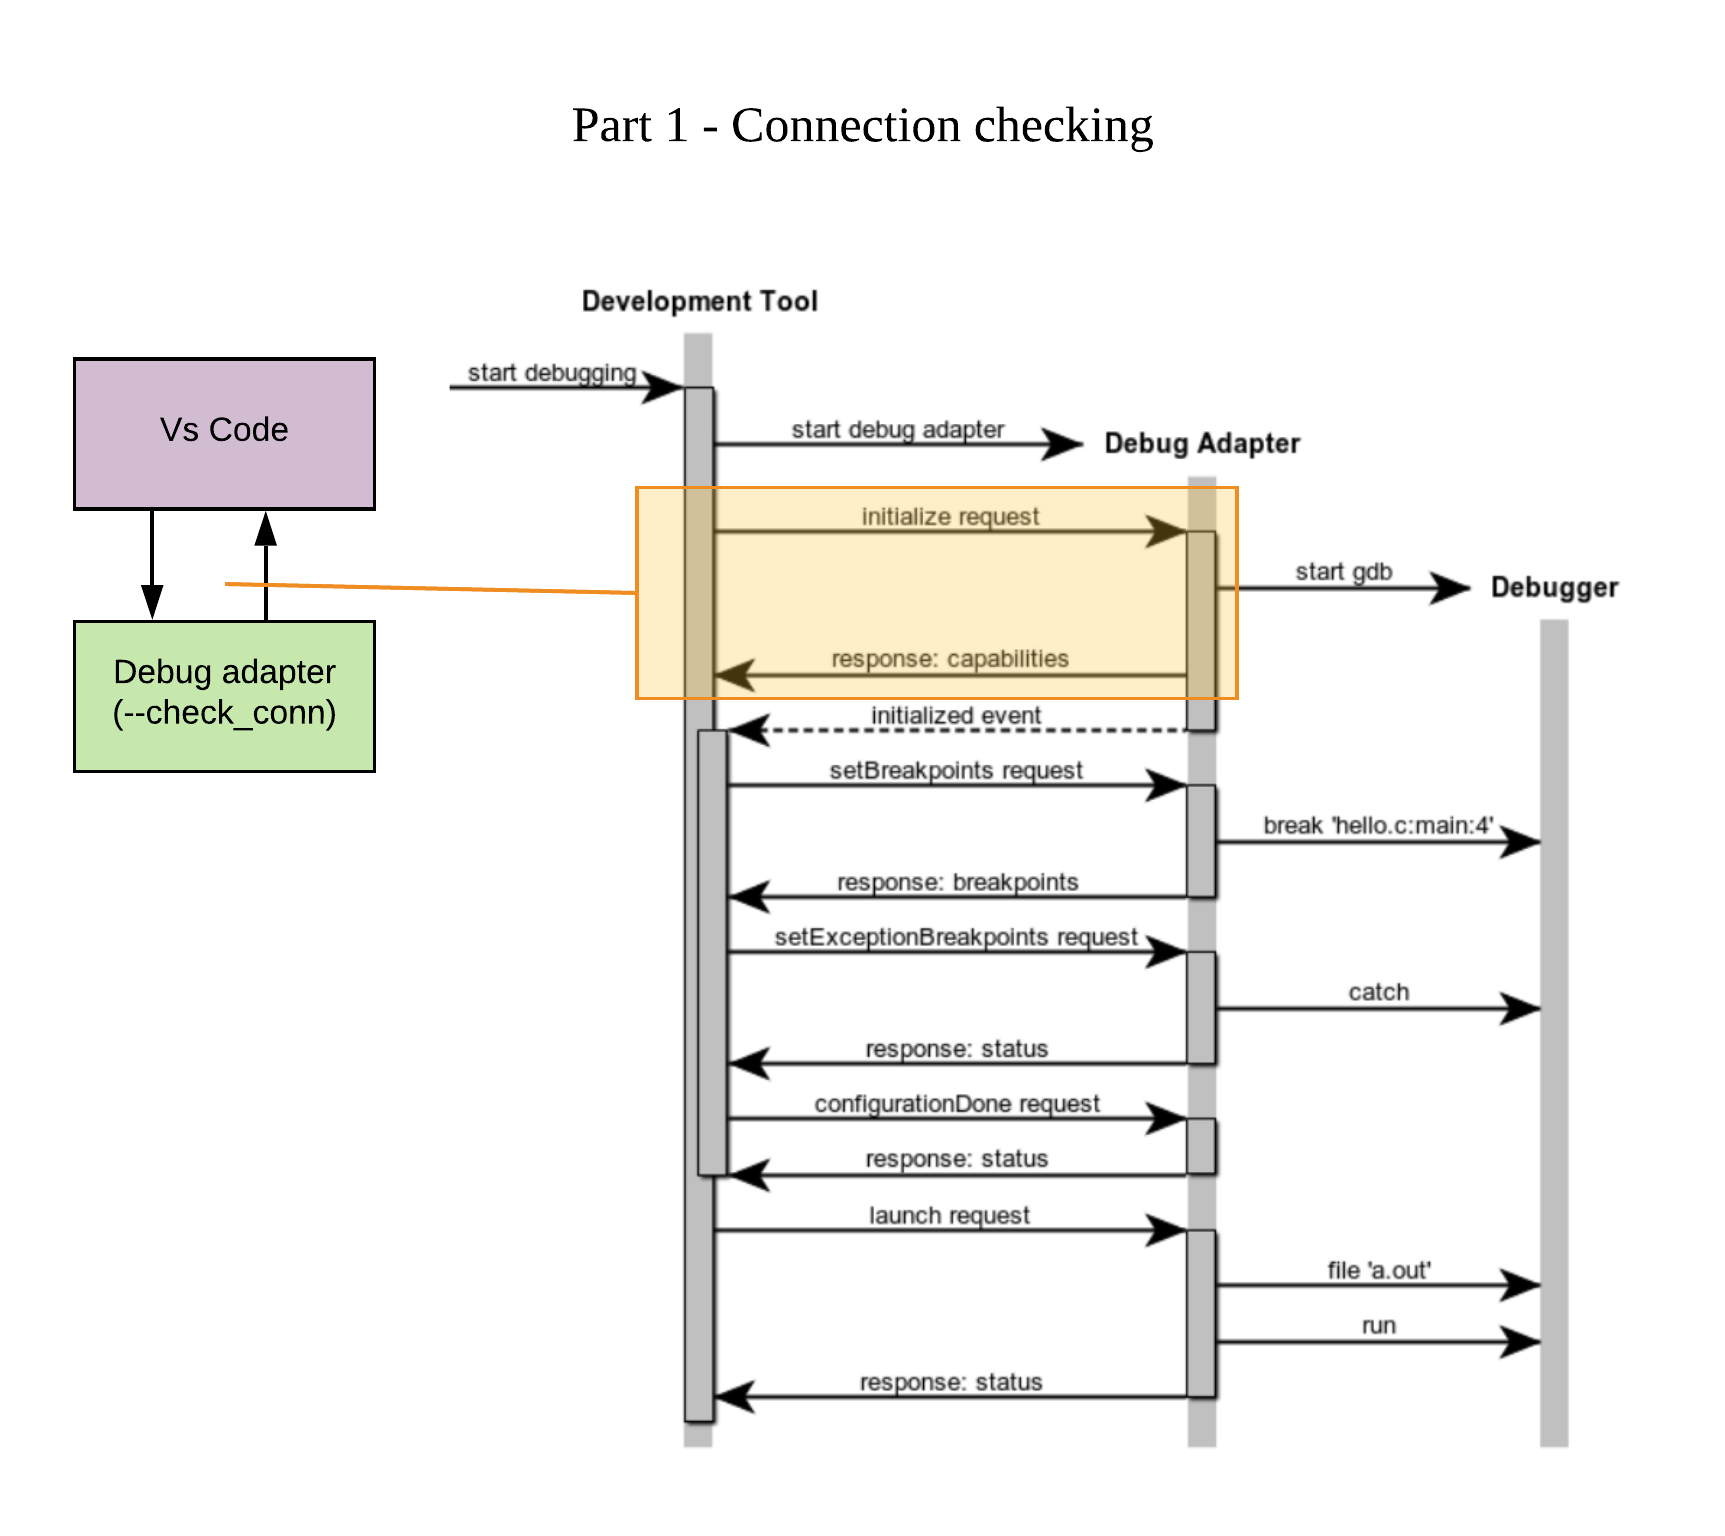 Part 1 - Connection checking
Development Tool
Vs Code
start debugging
start debug adapter
Debug Adapter
initialize request
start gdb
Debugger
Debug adapter
(--check_conn)
response: capabilities
initialized event
setBreakpoints request
break 'hello.c:main:4'
response: breakpoints
setExceptionBreakpoints request
catch
response: status
configurationDone request
response: status
launch request
file 'a.out'
run
response: status